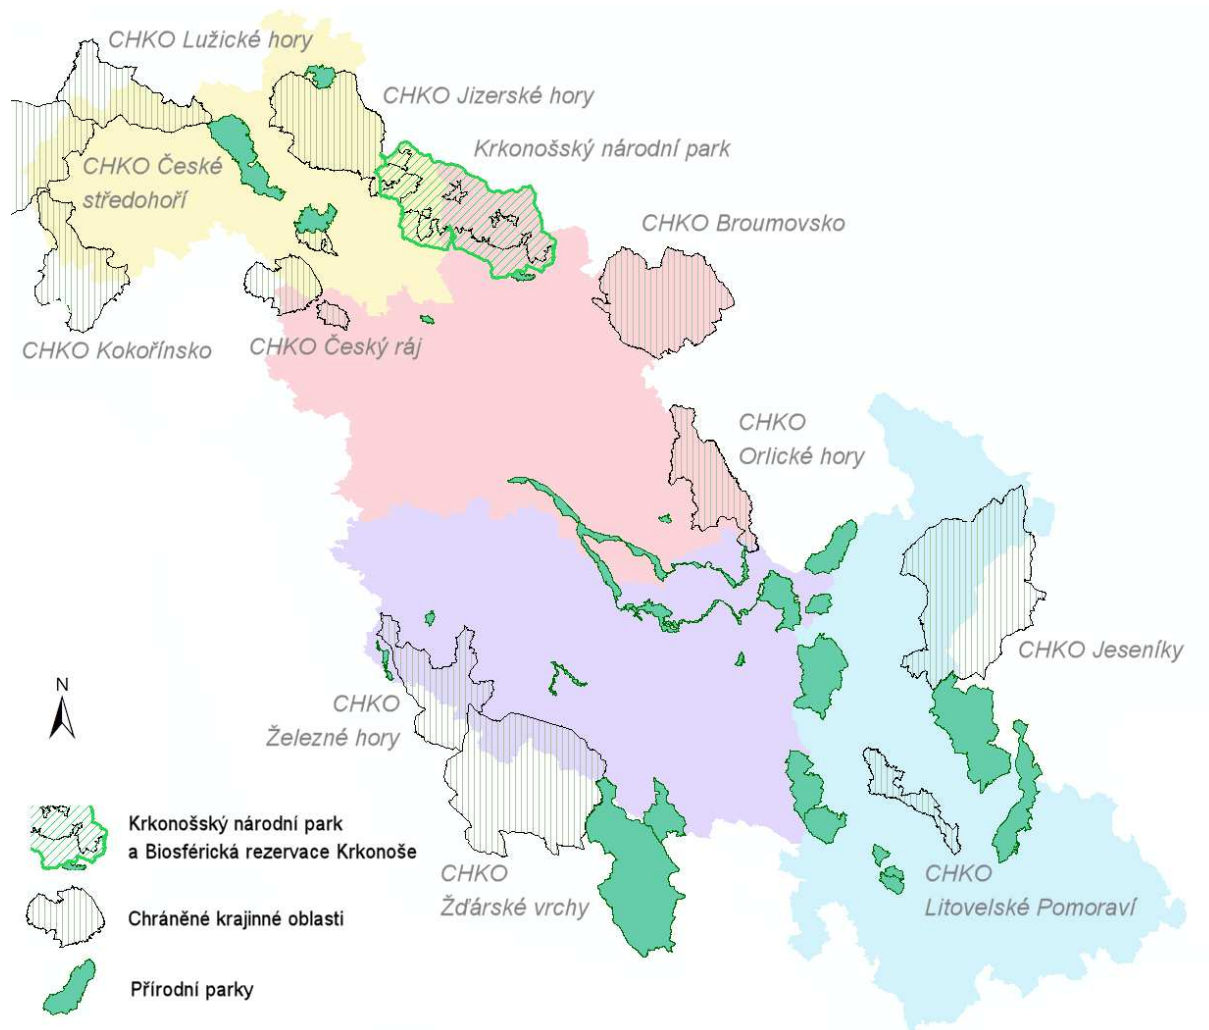 CHKO Lužické hory
CHKO Jizerské hory
Krkonošský národní park
CHKO České
středohoří
CHKO Broumovsko
CHKO Kokořínsko
CHKO Český ráj
CHKO
Orlické hory
CHKO Jeseníky
N
CHKO
Železné hory
CHKO
Žďárské vrchy
CHKO
Litovelské Pomoraví
Krkonošský národní park
a Biosférická rezervace Krkonoše
Chráněné krajinné oblasti
Přírodní parky